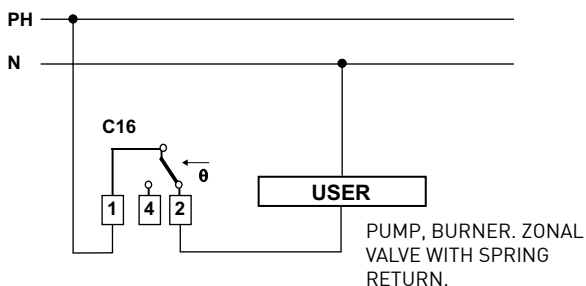 PH
N
C16
θ
1 4 2
USER
PUMP, BURNER. ZONAL
VALVE WITH SPRING
RETURN.